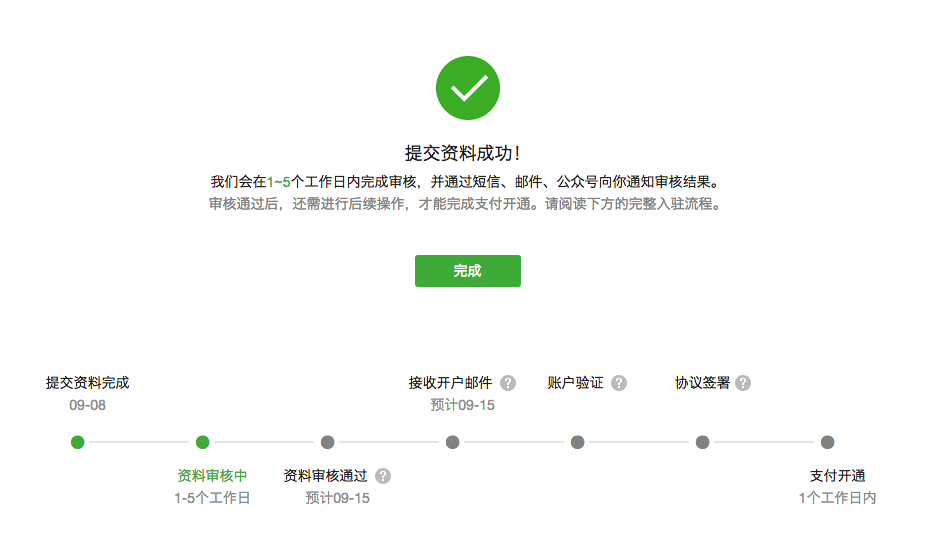 提交资料成功！
我们会在1~5个工作日内完成审核，并通过短信、邮件、公众号向你通知审核结果。
审核通过后，还需进行后续操作，才能完成支付开通。请阅读下方的完整入驻流程。
完成
提交资料完成
09-08
接收开户邮件 ?
预计09-15
账户验证 ?
协议签署 ?
资料审核中
1-5个工作日
资料审核通过 ?
预计09-15
支付开通
1个工作日内